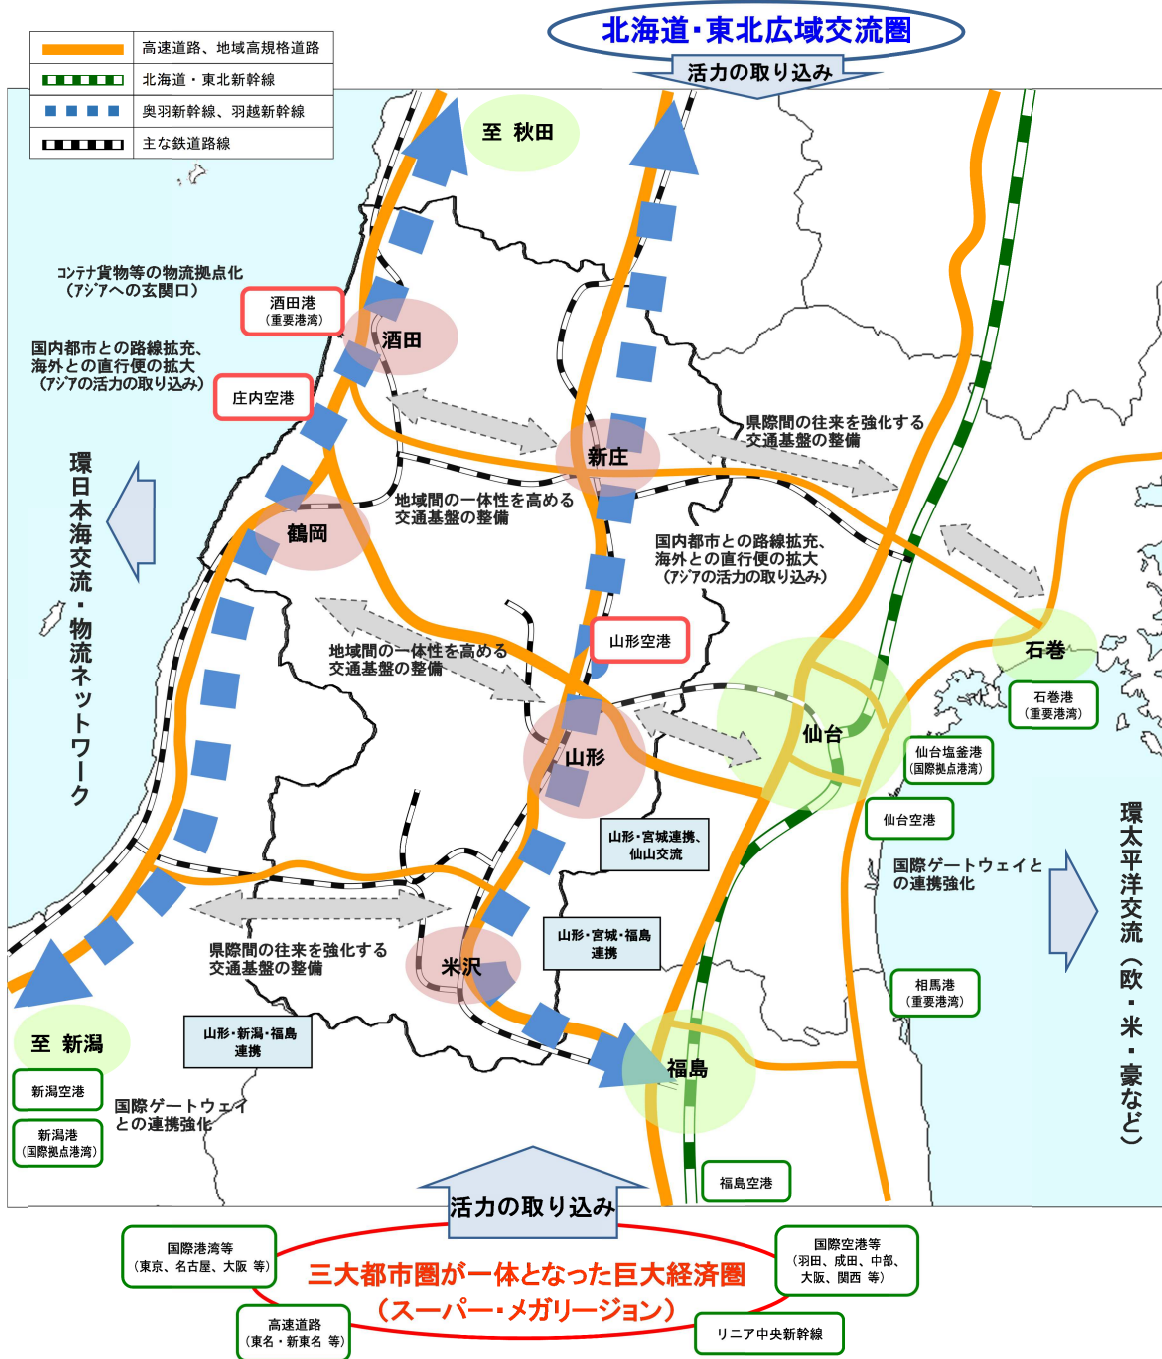 北海道・東北広域交流圏
活力の取り込み
高速道路、地域高規格道路
北海道・東北新幹線
奥羽新幹線、羽越新幹線
主な鉄道路線
至 秋田
コンテナ貨物等の物流拠点化
（アジアへの玄関口）
酒田港
（重要港湾）
酒田
国内都市との路線拡充、
海外との直行便の拡大
（アジアの活力の取り込み）
庄内空港
県際間の往来を強化する
交通基盤の整備
新庄
環日本海交流・物流ネットワーク
地域間の一体性を高める
交通基盤の整備
鶴岡
国内都市との路線拡充、
海外との直行便の拡大
（アジアの活力の取り込み）
山形空港
地域間の一体性を高める
交通基盤の整備
石巻
石巻港
（重要港湾）
仙台
仙台塩釜港
（国際拠点港湾）
山形
仙台空港
山形・宮城連携、
仙山交流
国際ゲートウェイと
の連携強化
環太平洋交流（欧・米・豪など）
県際間の往来を強化する
交通基盤の整備
米沢
山形・宮城・福島
連携
相馬港
（重要港湾）
山形・新潟・福島
連携
至 新潟
福島
新潟空港
国際ゲートウェイ
との連携強化
新潟港
（国際拠点港湾）
福島空港
活力の取り込み
国際港湾等
（東京、名古屋、大阪 等）
国際空港等
（羽田、成田、中部、
大阪、関西 等）
三大都市圏が一体となった巨大経済圏
（スーパー・メガリージョン）
高速道路
（東名・新東名 等）
リニア中央新幹線